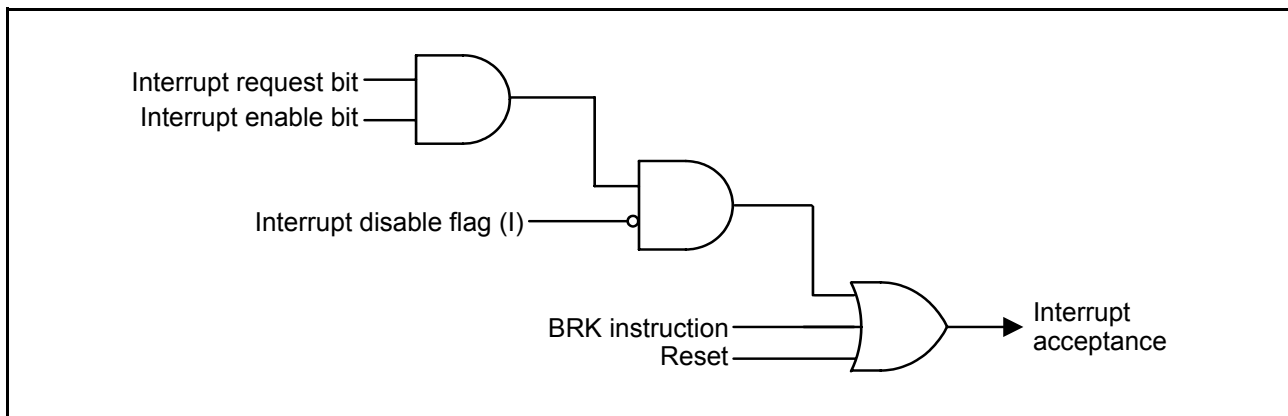 Interrupt request bit
Interrupt enable bit
Interrupt disable flag (I)
BRK instruction
Reset
Interrupt
acceptance